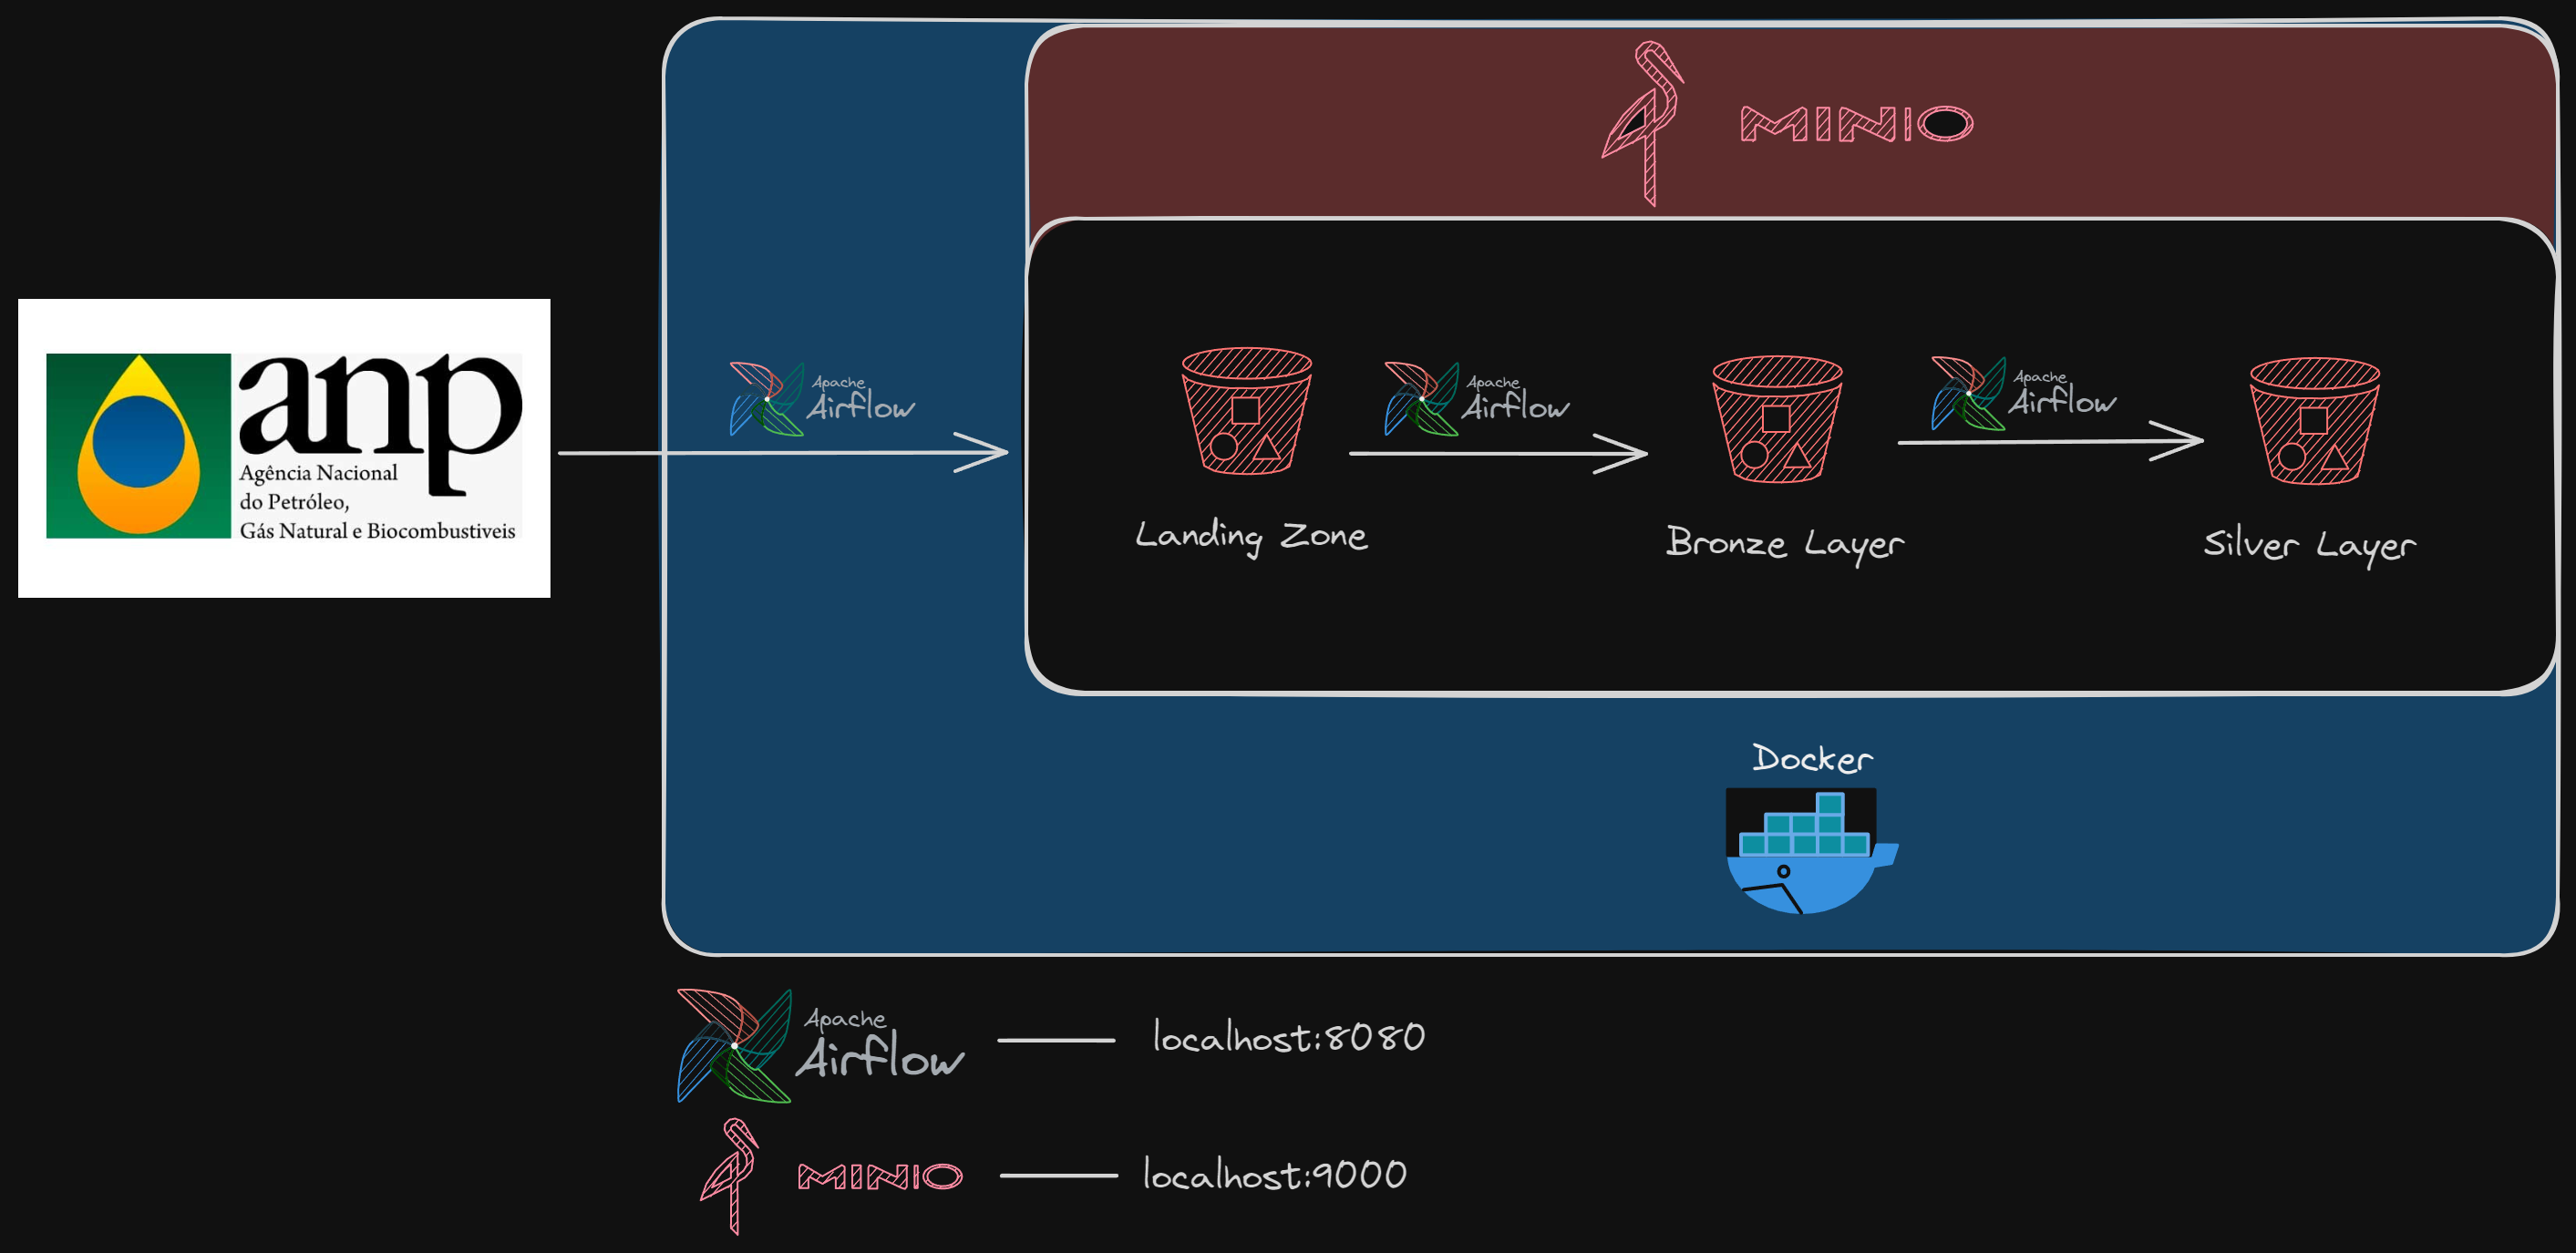 MINIO
anp
Agência Nacional
do Petróleo,
Gás Natural e Biocombustíveis
Apache
Airflow
Apache
Airflow
Apache
Airflow
Landing Zone
Bronze Layer
Silver Layer
Docker
Apache
Airflow
localhost:8080
MINIO
localhost:9000